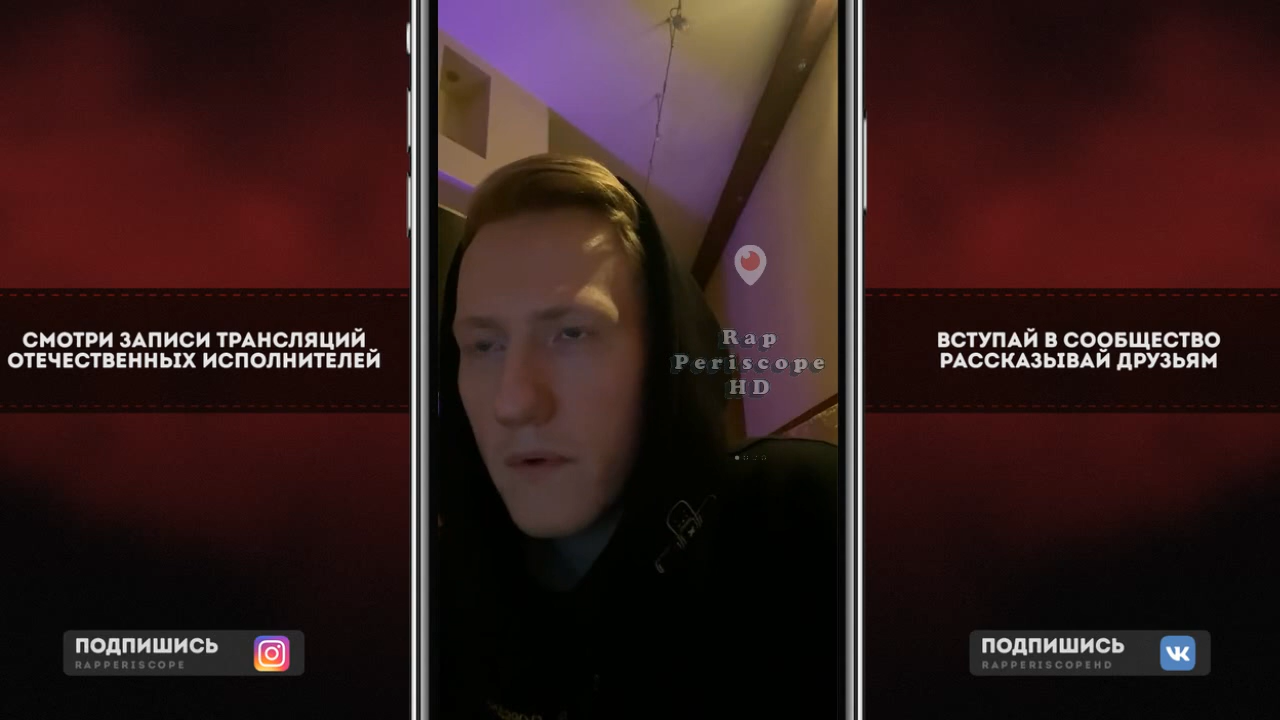 СМОТРИ ЗАПИСИ ТРАНСЛЯЦИЙ
ОТЕЧЕСТВЕННЫХ ИСПОЛНИТЕЛЕЙ
Rap
Periscope
HD
ВСТУПАЙ В СООБЩЕСТВО
РАССКАЗЫВАЙ ДРУЗЬЯМ
ПОДПИШИСЬ
RAPPERISCOPE
ПОДПИШИСЬ
RAPPERISCOPEHD